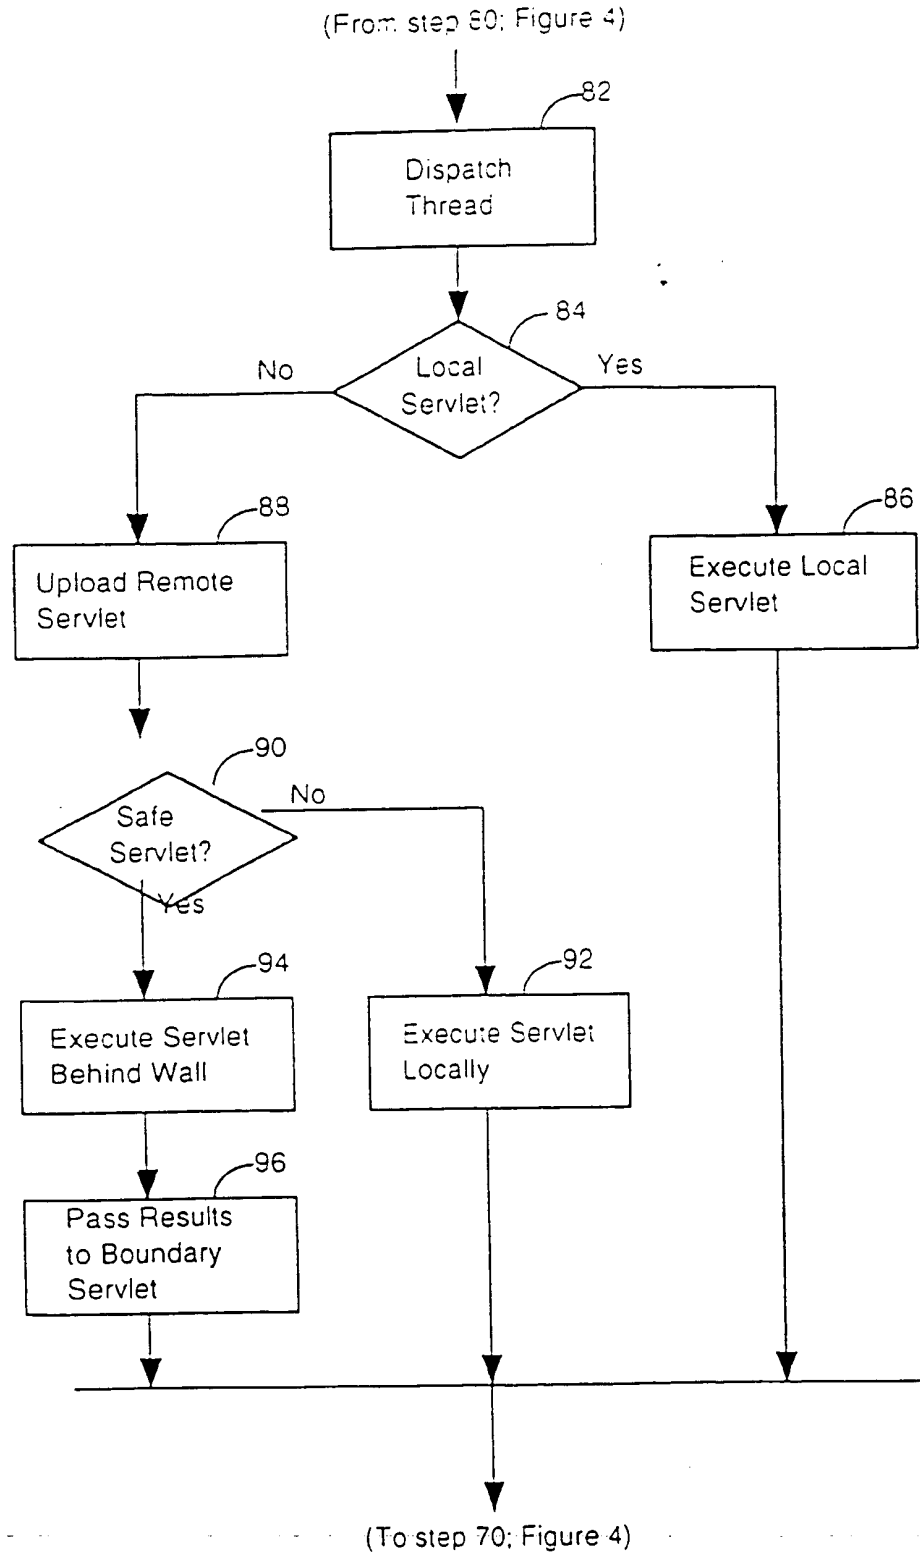 (From step 80; Figure 4)
82
Dispatch
Thread
84
No
Local
Servlet?
Yes
88
86
Upload Remote
Servlet
Execute Local
Servlet
90
No
Safe
Servlet?
Yes
94
92
Execute Servlet
Behind Wall
Execute Servlet
Locally
96
Pass Results
to Boundary
Servlet
(To step 70; Figure 4)